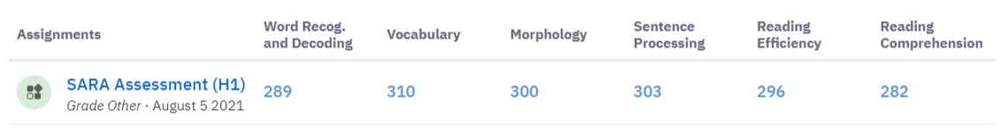 Assignments
Word Recog.
and Decoding
Vocabulary
Morphology
Sentence
Processing
Reading
Efficiency
Reading
Comprehension
SARA Assessment (H1)
Grade Other · August 5 2021
289
310
300
303
296
282